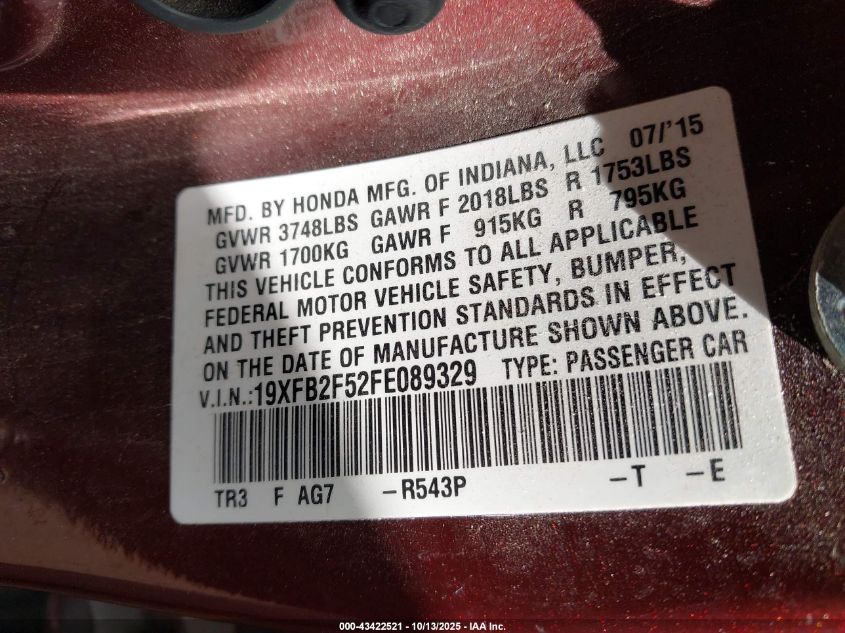 MFD. BY HONDA MFG. OF INDIANA, LLC 07/'15
GVWR 3748LBS GAWR F 2018LBS R 1753LBS
GVWR 1700KG GAWR F 915KG R 795KG
THIS VEHICLE CONFORMS TO ALL APPLICABLE
FEDERAL MOTOR VEHICLE SAFETY, BUMPER,
AND THEFT PREVENTION STANDARDS IN EFFECT
ON THE DATE OF MANUFACTURE SHOWN ABOVE.
V.I.N.:19XFB2F52FE089329 TYPE: PASSENGER CAR
TR3 F AG7 -R543P -T -E
000-43422521 | 10/13/2025 | IAA Inc.